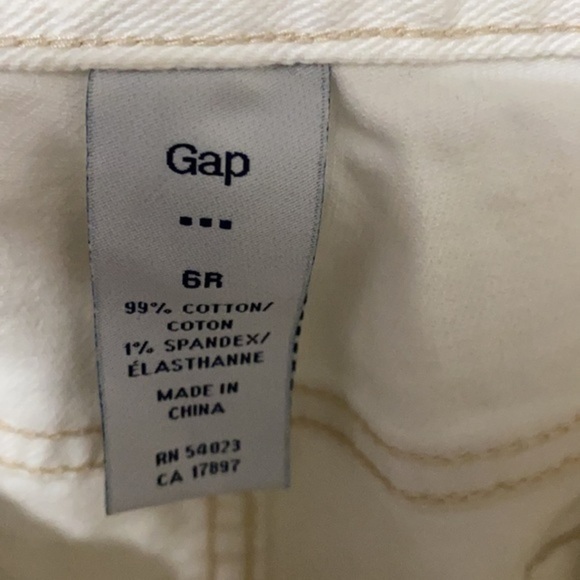 Gap
6R
99% COTTON/
COTON
1% SPANDEX/
ÉLASTHANNE
MADE IN
CHINA
RN 54023
CA 17897